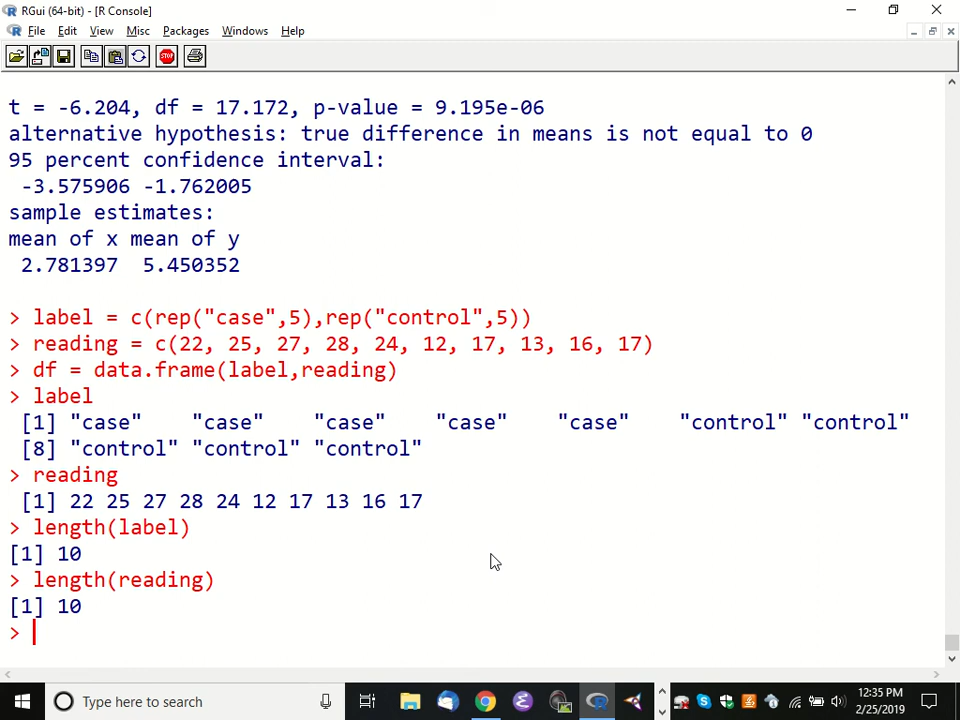 RGui (64-bit) - [R Console]
File Edit View Misc Packages Windows Help
STOP
t = -6.204, df = 17.172, p-value = 9.195e-06
alternative hypothesis: true difference in means is not equal to 0
95 percent confidence interval:
-3.575906 -1.762005
sample estimates:
mean of x mean of y
2.781397 5.450352
> label = c(rep("case",5),rep("control",5))
> reading = c(22, 25, 27, 28, 24, 12, 17, 13, 16, 17)
> df = data.frame(label,reading)
> label
[1] "case" "case" "case" "case" "case" "control" "control"
[8] "control" "control" "control"
> reading
[1] 22 25 27 28 24 12 17 13 16 17
> length(label)
[1] 10
> length(reading)
[1] 10
>
Type here to search
12:35 PM
2/25/2019